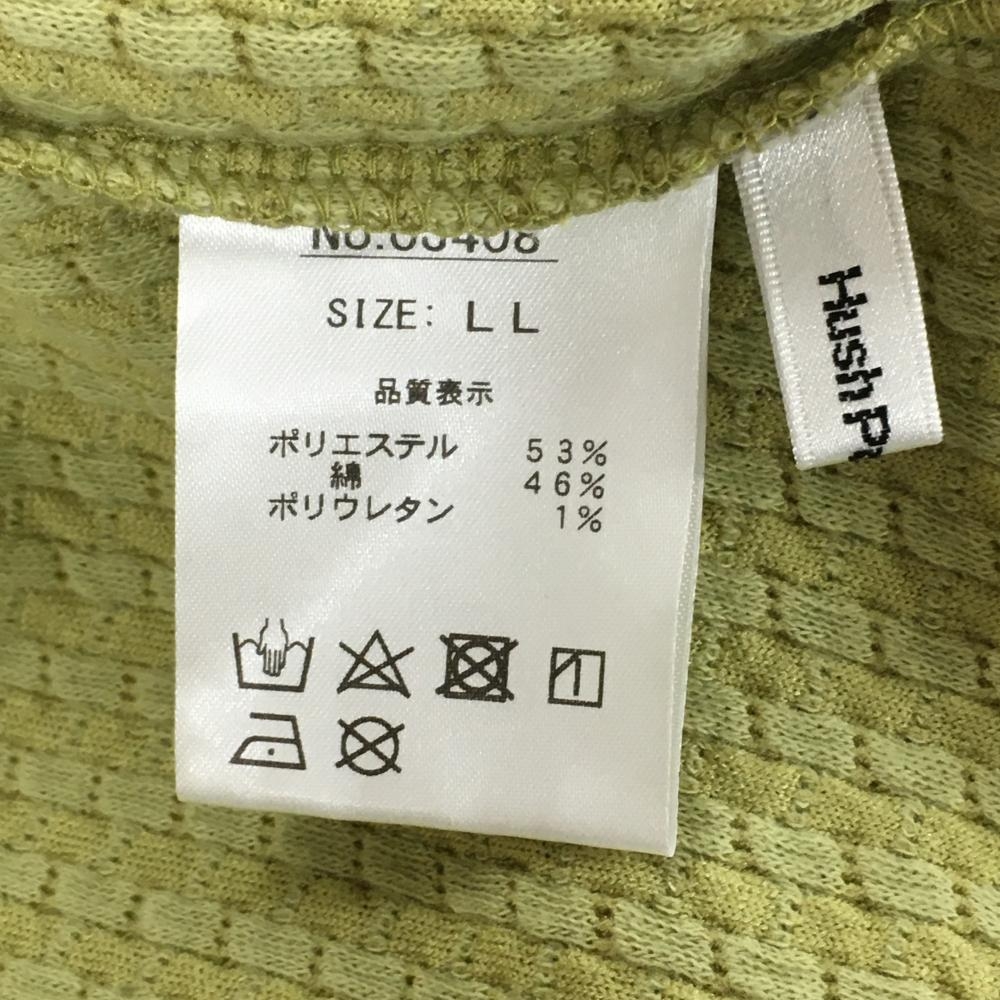 SIZE: LL
品質表示
ポリエステル 53%
綿 46%
ポリウレタン 1%
Hush